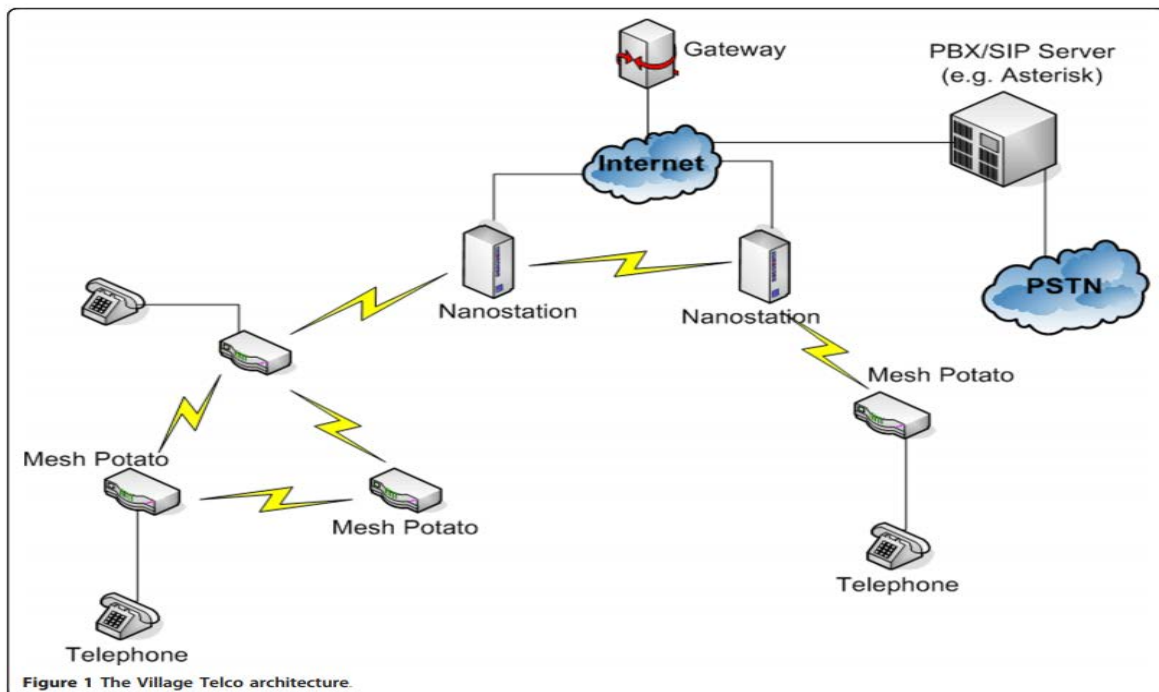 Gateway
PBX/SIP Server
(e.g. Asterisk)
Internet
Nanostation
Nanostation
PSTN
Mesh Potato
Mesh Potato
Mesh Potato
Telephone
Telephone
Figure 1 The Village Telco architecture.